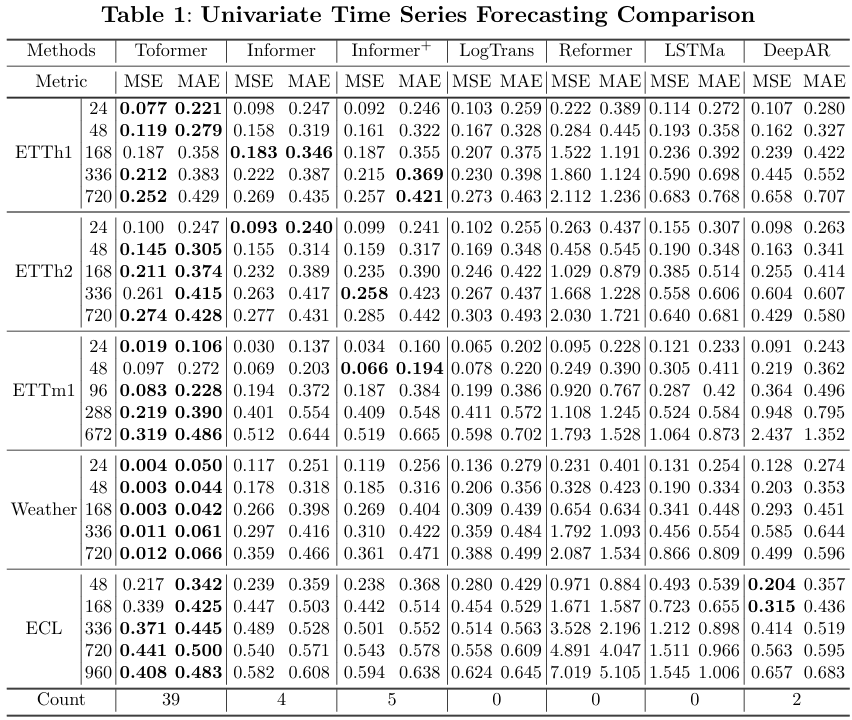 Table 1: Univariate Time Series Forecasting Comparison
Methods Toformer Informer Informer+ LogTrans Reformer LSTMa DeepAR
Metric MSE MAE MSE MAE MSE MAE MSE MAE MSE MAE MSE MAE MSE MAE
24 0.077 0.221 0.098 0.247 0.092 0.246 0.103 0.259 0.222 0.389 0.114 0.272 0.107 0.280
48 0.119 0.279 0.158 0.319 0.161 0.322 0.167 0.328 0.284 0.445 0.193 0.358 0.162 0.327
ETTh1 168 0.187 0.358 0.183 0.346 0.187 0.355 0.207 0.375 1.522 1.191 0.236 0.392 0.239 0.422
336 0.212 0.383 0.222 0.387 0.215 0.369 0.230 0.398 1.860 1.124 0.590 0.698 0.445 0.552
720 0.252 0.429 0.269 0.435 0.257 0.421 0.273 0.463 2.112 1.236 0.683 0.768 0.658 0.707
24 0.100 0.247 0.093 0.240 0.099 0.241 0.102 0.255 0.263 0.437 0.155 0.307 0.098 0.263
48 0.145 0.305 0.155 0.314 0.159 0.317 0.169 0.348 0.458 0.545 0.190 0.348 0.163 0.341
ETTh2 168 0.211 0.374 0.232 0.389 0.235 0.390 0.246 0.422 1.029 0.879 0.385 0.514 0.255 0.414
336 0.261 0.415 0.263 0.417 0.258 0.423 0.267 0.437 1.668 1.228 0.558 0.606 0.604 0.607
720 0.274 0.428 0.277 0.431 0.285 0.442 0.303 0.493 2.030 1.721 0.640 0.681 0.429 0.580
24 0.019 0.106 0.030 0.137 0.034 0.160 0.065 0.202 0.095 0.228 0.121 0.233 0.091 0.243
48 0.097 0.272 0.069 0.203 0.066 0.194 0.078 0.220 0.249 0.390 0.305 0.411 0.219 0.362
ETTm1 96 0.083 0.228 0.194 0.372 0.187 0.384 0.199 0.386 0.920 0.767 0.287 0.42 0.364 0.496
288 0.219 0.390 0.401 0.554 0.409 0.548 0.411 0.572 1.108 1.245 0.524 0.584 0.948 0.795
672 0.319 0.486 0.512 0.644 0.519 0.665 0.598 0.702 1.793 1.528 1.064 0.873 2.437 1.352
24 0.004 0.050 0.117 0.251 0.119 0.256 0.136 0.279 0.231 0.401 0.131 0.254 0.128 0.274
48 0.003 0.044 0.178 0.318 0.185 0.316 0.206 0.356 0.328 0.423 0.190 0.334 0.203 0.353
Weather 168 0.003 0.042 0.266 0.398 0.269 0.404 0.309 0.439 0.654 0.634 0.341 0.448 0.293 0.451
336 0.011 0.061 0.297 0.416 0.310 0.422 0.359 0.484 1.792 1.093 0.456 0.554 0.585 0.644
720 0.012 0.066 0.359 0.466 0.361 0.471 0.388 0.499 2.087 1.534 0.866 0.809 0.499 0.596
48 0.217 0.342 0.239 0.359 0.238 0.368 0.280 0.429 0.971 0.884 0.493 0.539 0.204 0.357
168 0.339 0.425 0.447 0.503 0.442 0.514 0.454 0.529 1.671 1.587 0.723 0.655 0.315 0.436
ECL 336 0.371 0.445 0.489 0.528 0.501 0.552 0.514 0.563 3.528 2.196 1.212 0.898 0.414 0.519
720 0.441 0.500 0.540 0.571 0.543 0.578 0.558 0.609 4.891 4.047 1.511 0.966 0.563 0.595
960 0.408 0.483 0.582 0.608 0.594 0.638 0.624 0.645 7.019 5.105 1.545 1.006 0.657 0.683
Count 39 4 5 0 0 0 2